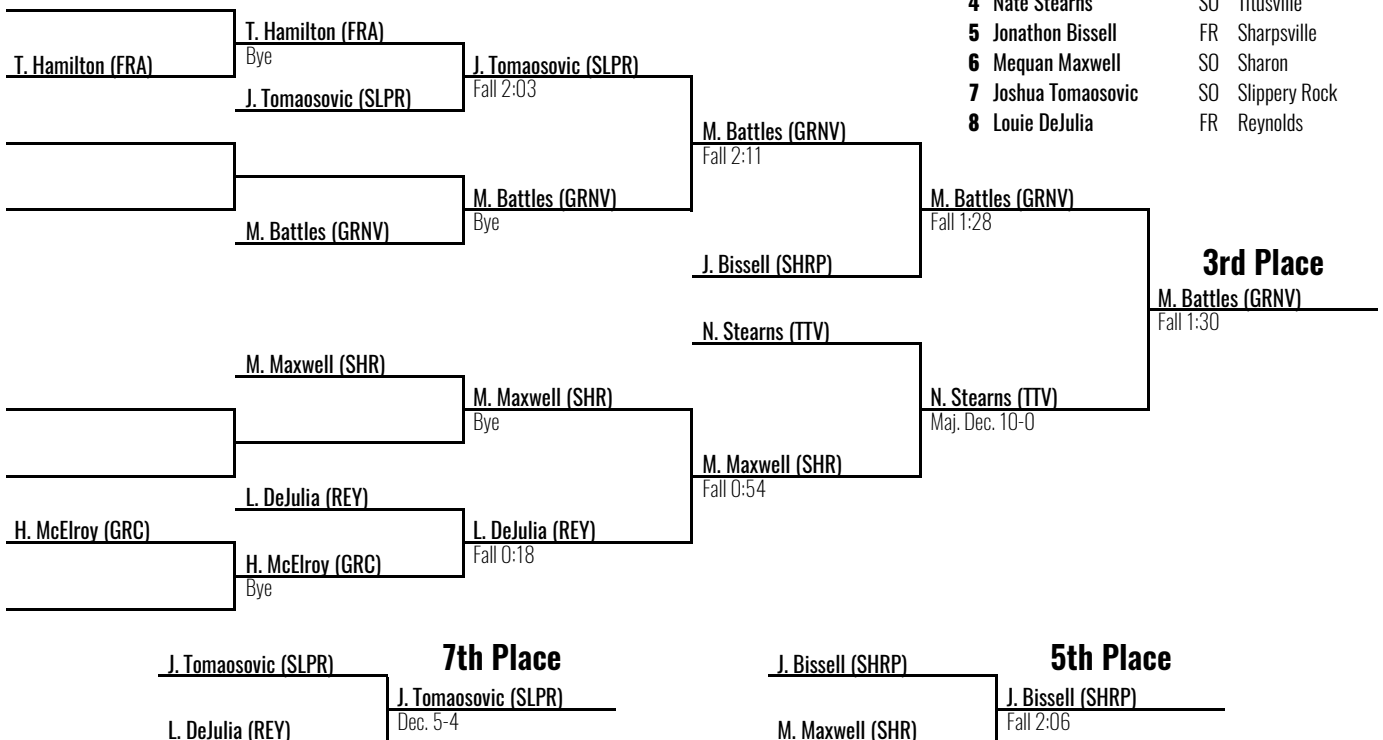 4 Nate Stearns SO Titusville
5 Jonathon Bissell FR Sharpsville
6 Mequan Maxwell SO Sharon
7 Joshua Tomaosovic SO Slippery Rock
8 Louie DeJulia FR Reynolds
T. Hamilton (FRA)
T. Hamilton (FRA)
Bye
J. Tomaosovic (SLPR)
J. Tomaosovic (SLPR)
Fall 2:03
M. Battles (GRNV)
Fall 2:11
M. Battles (GRNV)
Bye
M. Battles (GRNV)
M. Battles (GRNV)
Fall 1:28
J. Bissell (SHRP)
3rd Place
M. Battles (GRNV)
Fall 1:30
N. Stearns (TTV)
M. Maxwell (SHR)
M. Maxwell (SHR)
Bye
N. Stearns (TTV)
Maj. Dec. 10-0
M. Maxwell (SHR)
Fall 0:54
L. DeJulia (REY)
H. McElroy (GRC)
L. DeJulia (REY)
Fall 0:18
H. McElroy (GRC)
Bye
7th Place
J. Tomaosovic (SLPR)
J. Tomaosovic (SLPR)
Dec. 5-4
L. DeJulia (REY)
5th Place
J. Bissell (SHRP)
J. Bissell (SHRP)
Fall 2:06
M. Maxwell (SHR)